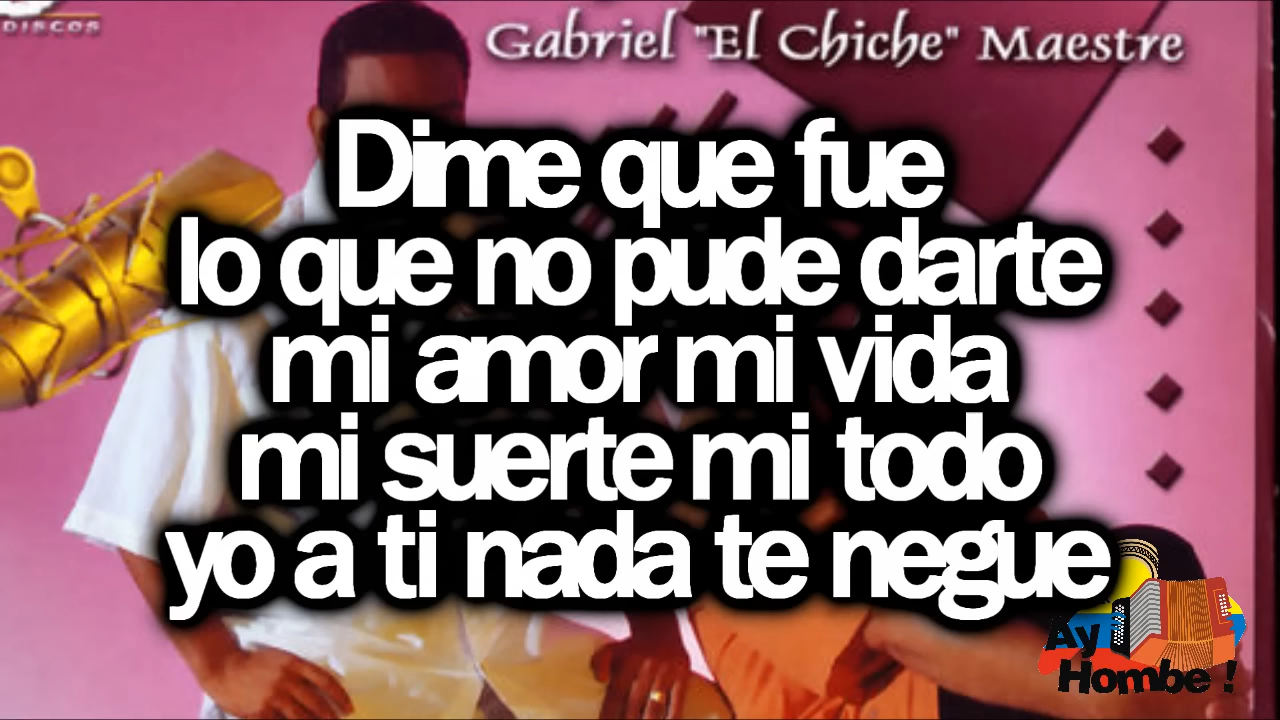 DISCOS
Gabriel "El Chiche" Maestre
Dime que fue
lo que no pude darte
mi amor mi vida
mi suerte mi todo
yo a ti nada te negue
Ay
Hombe !